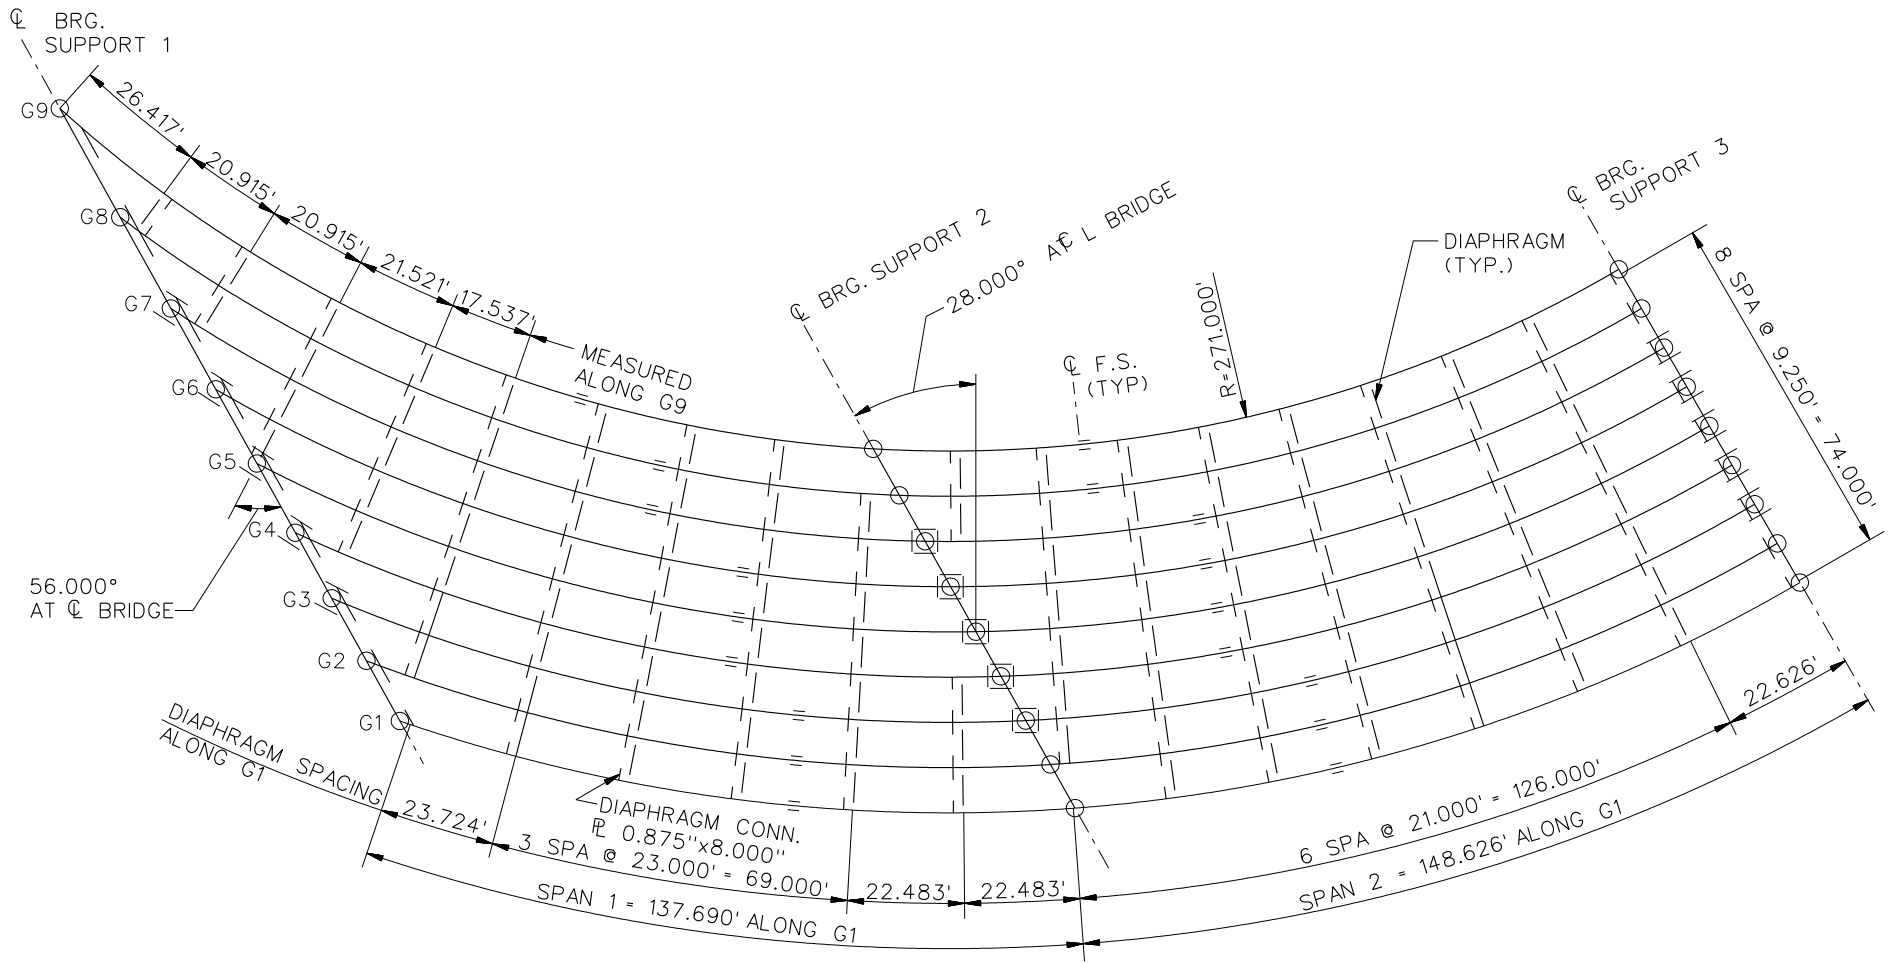 ℄ BRG.
SUPPORT 1
G9
26.417'
20.915'
20.915'
21.521'
17.537'
MEASURED
ALONG G9
G8
G7
G6
G5
G4
G3
G2
G1
56.000°
AT ℄ BRIDGE
℄ BRG. SUPPORT 2
28.000° AT ℄ L BRIDGE
℄ F.S.
(TYP)
R=271.000'
DIAPHRAGM
(TYP.)
℄ BRG.
SUPPORT 3
8 SPA @ 9.250' = 74.000'
DIAPHRAGM SPACING
ALONG G1
23.724'
3 SPA @ 23.000' = 69.000'
22.483'
22.483'
6 SPA @ 21.000' = 126.000'
22.626'
DIAPHRAGM CONN.
PL 0.875"x8.000"
SPAN 1 = 137.690' ALONG G1
SPAN 2 = 148.626' ALONG G1